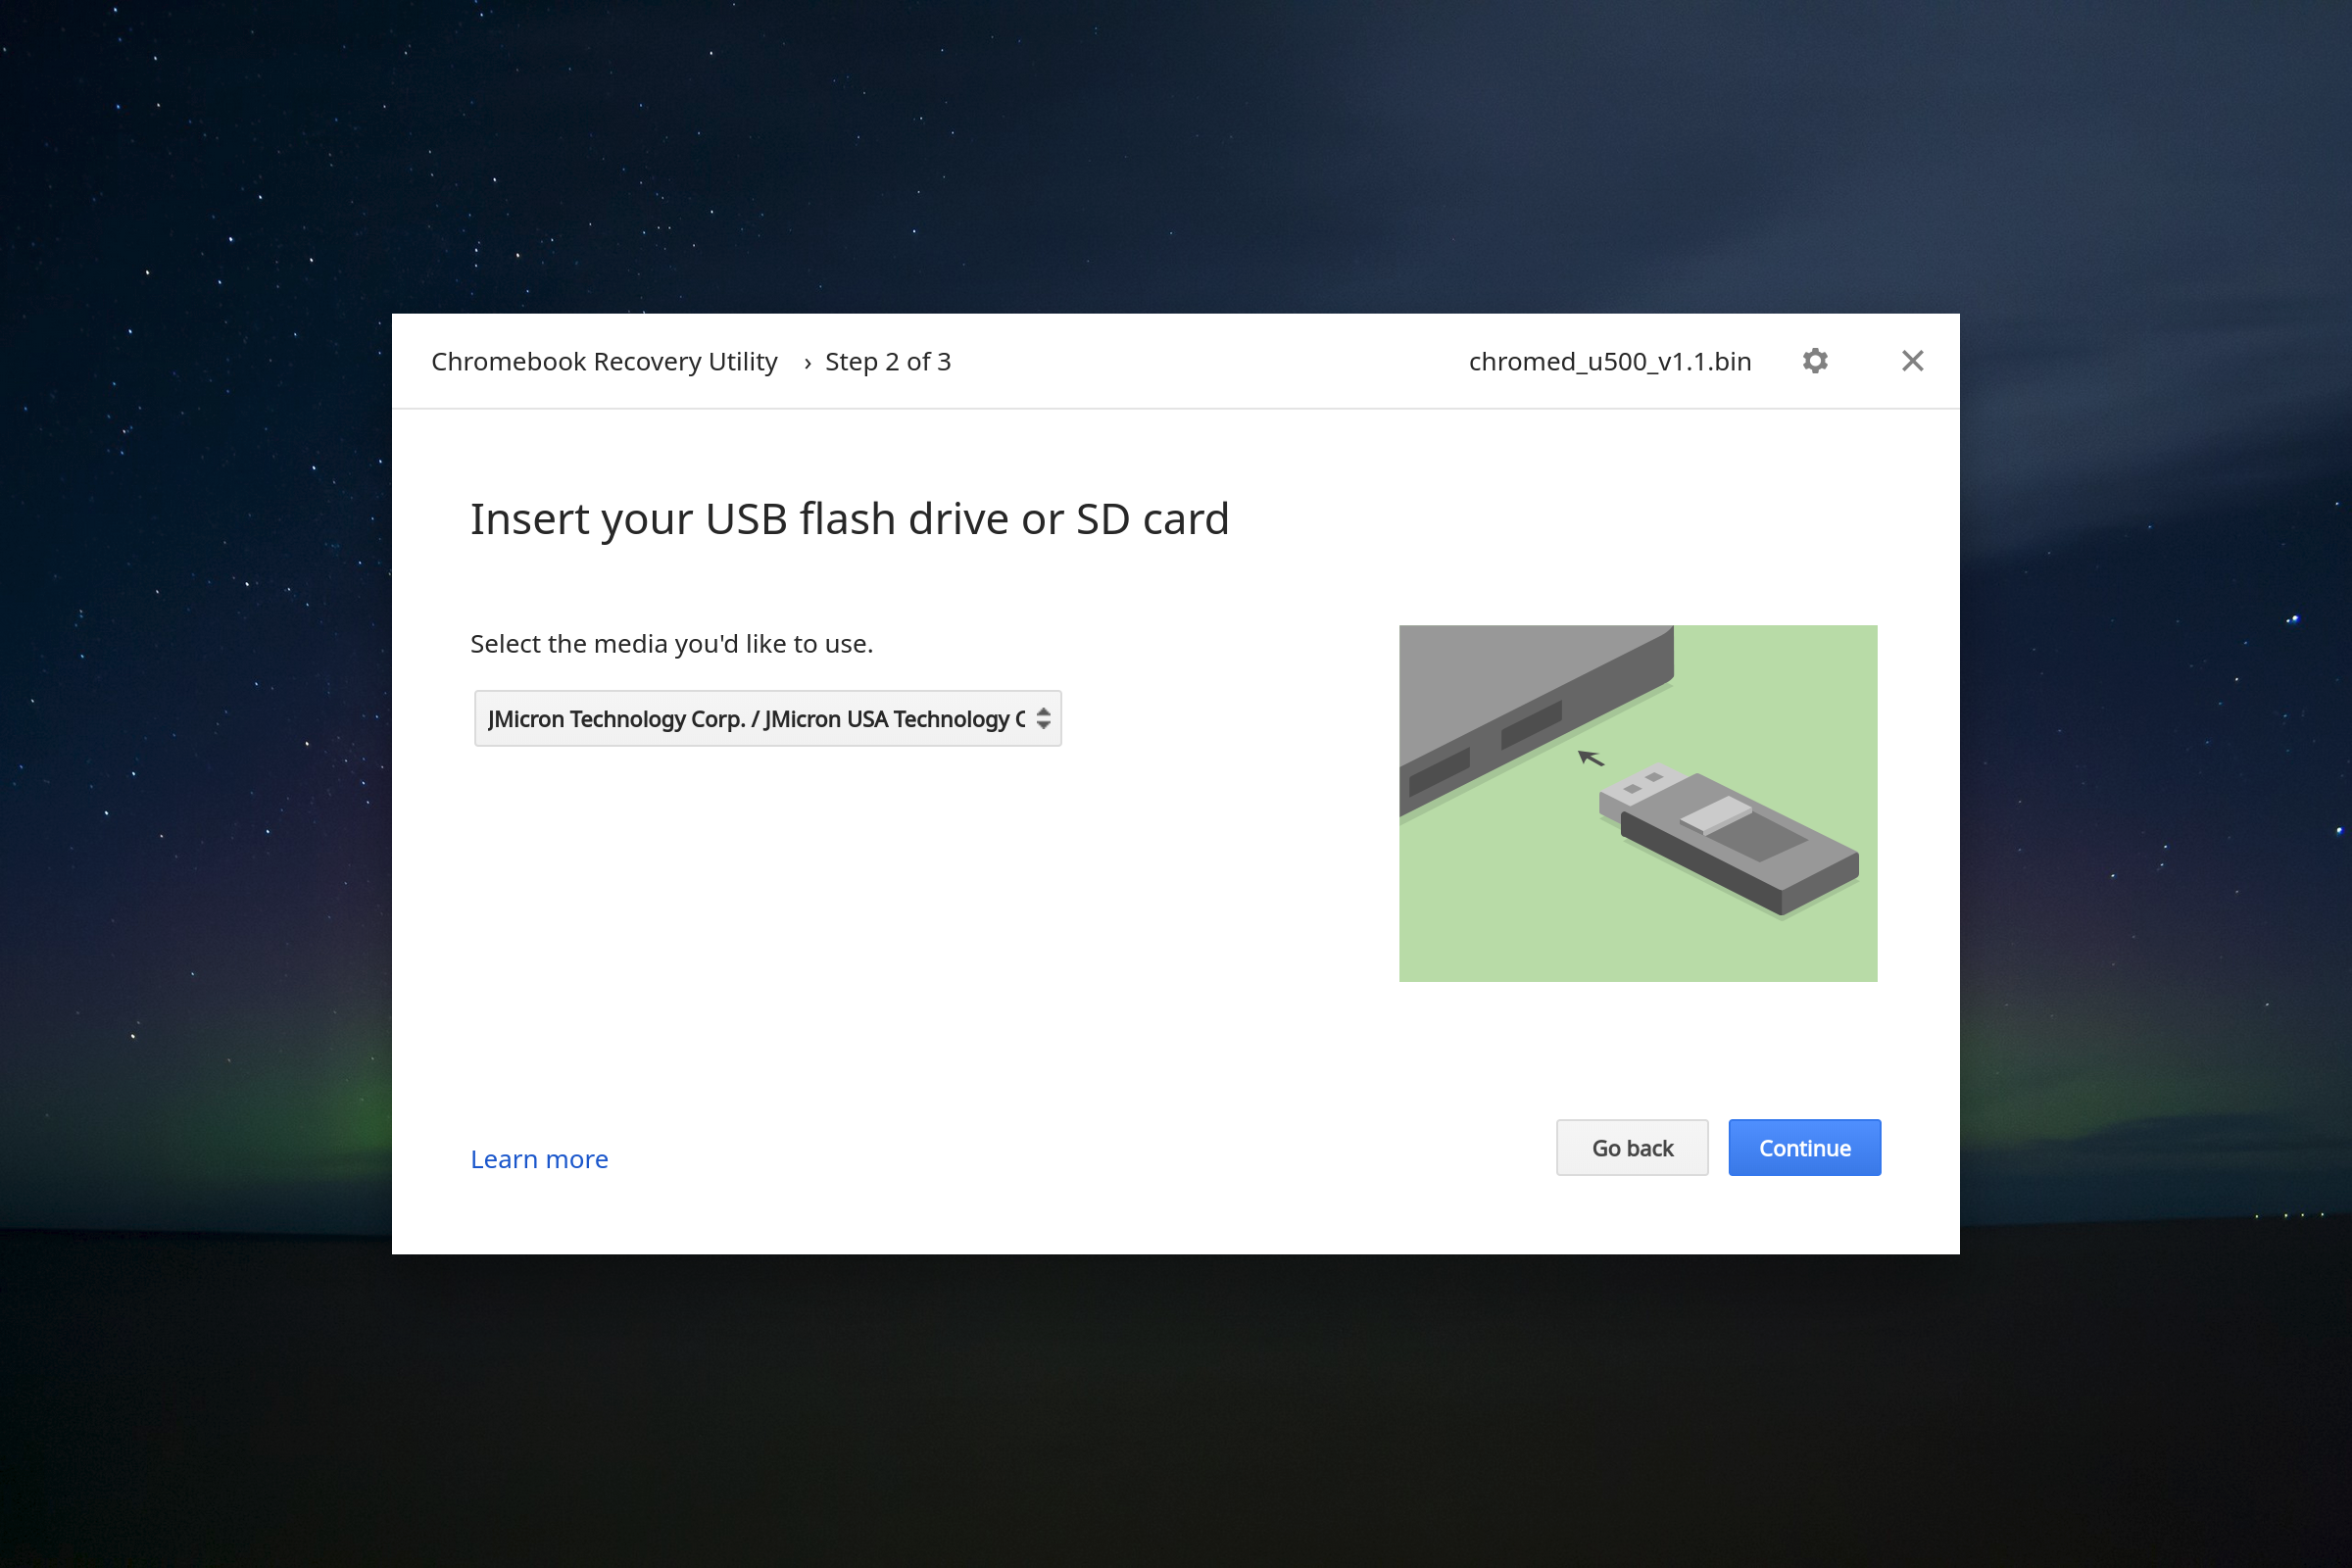 Chromebook Recovery Utility › Step 2 of 3 chromed_u500_v1.1.bin
Insert your USB flash drive or SD card
Select the media you'd like to use.
JMicron Technology Corp. / JMicron USA Technology C
Learn more
Go back Continue